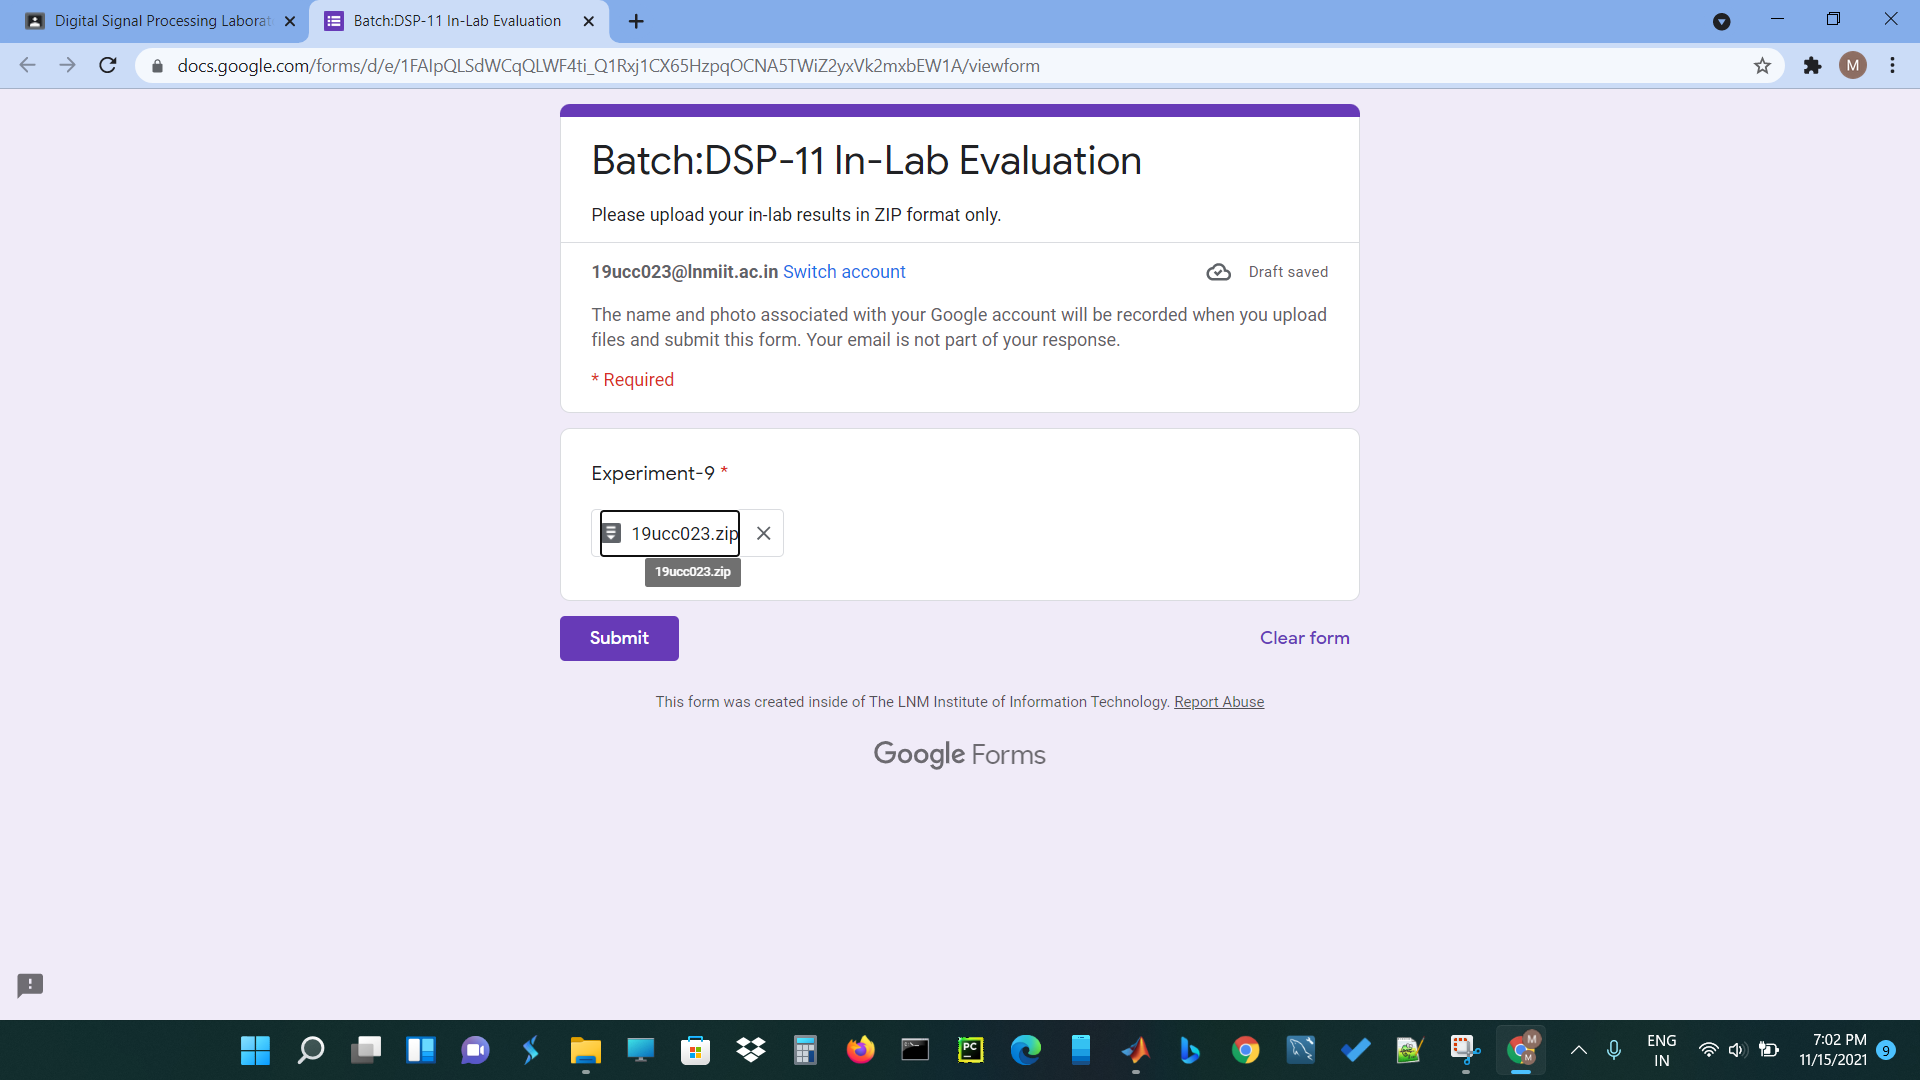 Digital Signal Processing Laborat
Batch:DSP-11 In-Lab Evaluation
docs.google.com/forms/d/e/1FAIpQLSdWCqQLWF4ti_Q1Rxj1CX65HzpqOCNA5TWiZ2yxVk2mxbEW1A/viewform
M
Batch:DSP-11 In-Lab Evaluation
Please upload your in-lab results in ZIP format only.
19ucc023@lnmiit.ac.in Switch account
Draft saved
The name and photo associated with your Google account will be recorded when you upload
files and submit this form. Your email is not part of your response.
* Required
Experiment-9 *
19ucc023.zip
19ucc023.zip
Submit
Clear form
This form was created inside of The LNM Institute of Information Technology. Report Abuse
Google Forms
PC
M
M
ENG
IN
7:02 PM
11/15/2021
9